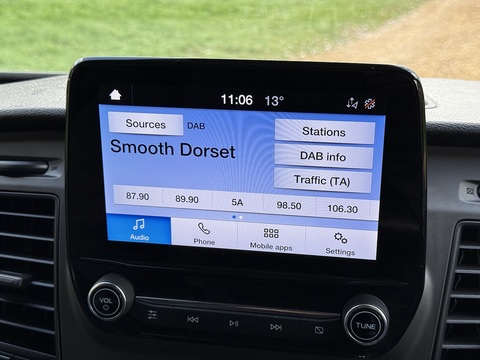 11:06 13°
Sources DAB
Stations
Smooth Dorset
DAB info
Traffic (TA)
87.90 89.90 5A 98.50 106.30
Audio Phone Mobile apps Settings
VOL
TUNE